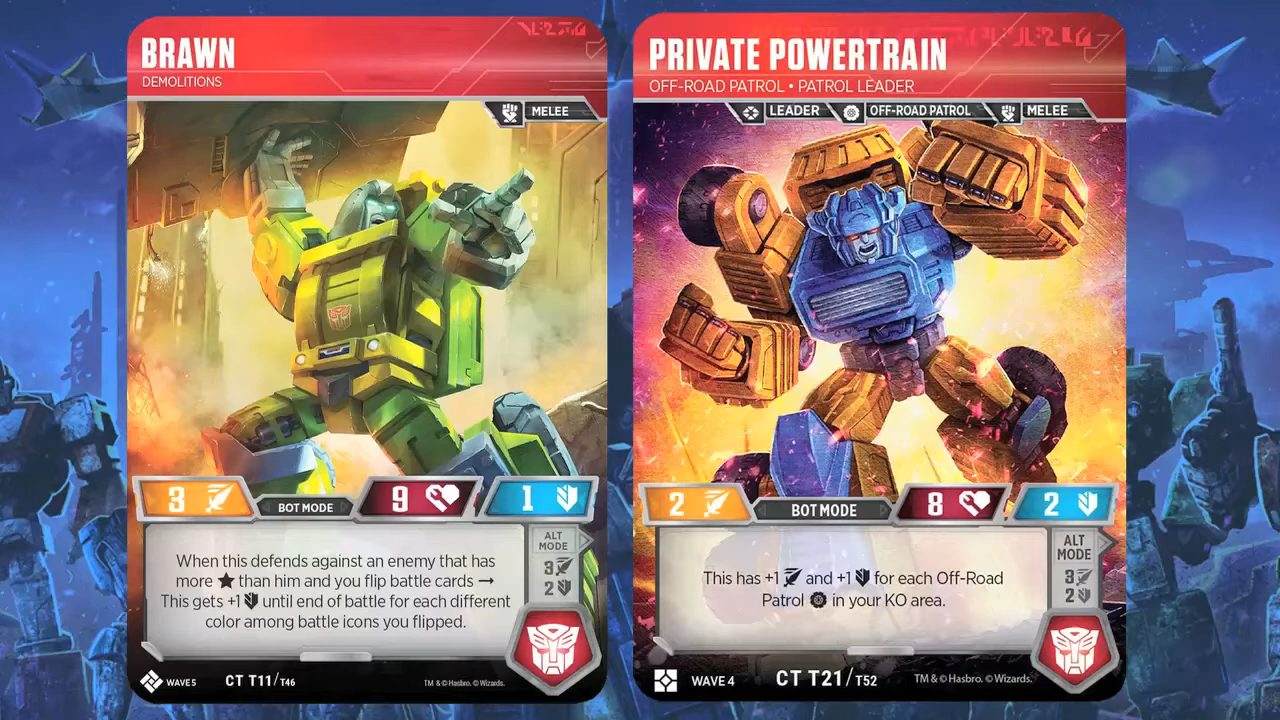 BRAWN
DEMOLITIONS
MELEE
3
BOT MODE
9
1
ALT
MODE
3
2
When this defends against an enemy that has
more ★ than him and you flip battle cards →
This gets +1 until end of battle for each different
color among battle icons you flipped.
WAVE 5
CT T11/T46
TM & © Hasbro. © Wizards.
PRIVATE POWERTRAIN
OFF-ROAD PATROL • PATROL LEADER
LEADER
OFF-ROAD PATROL
MELEE
2
BOT MODE
8
2
ALT
MODE
3
2
This has +1 and +1 for each Off-Road
Patrol in your KO area.
WAVE 4
CT T21/T52
TM & © Hasbro. © Wizards.